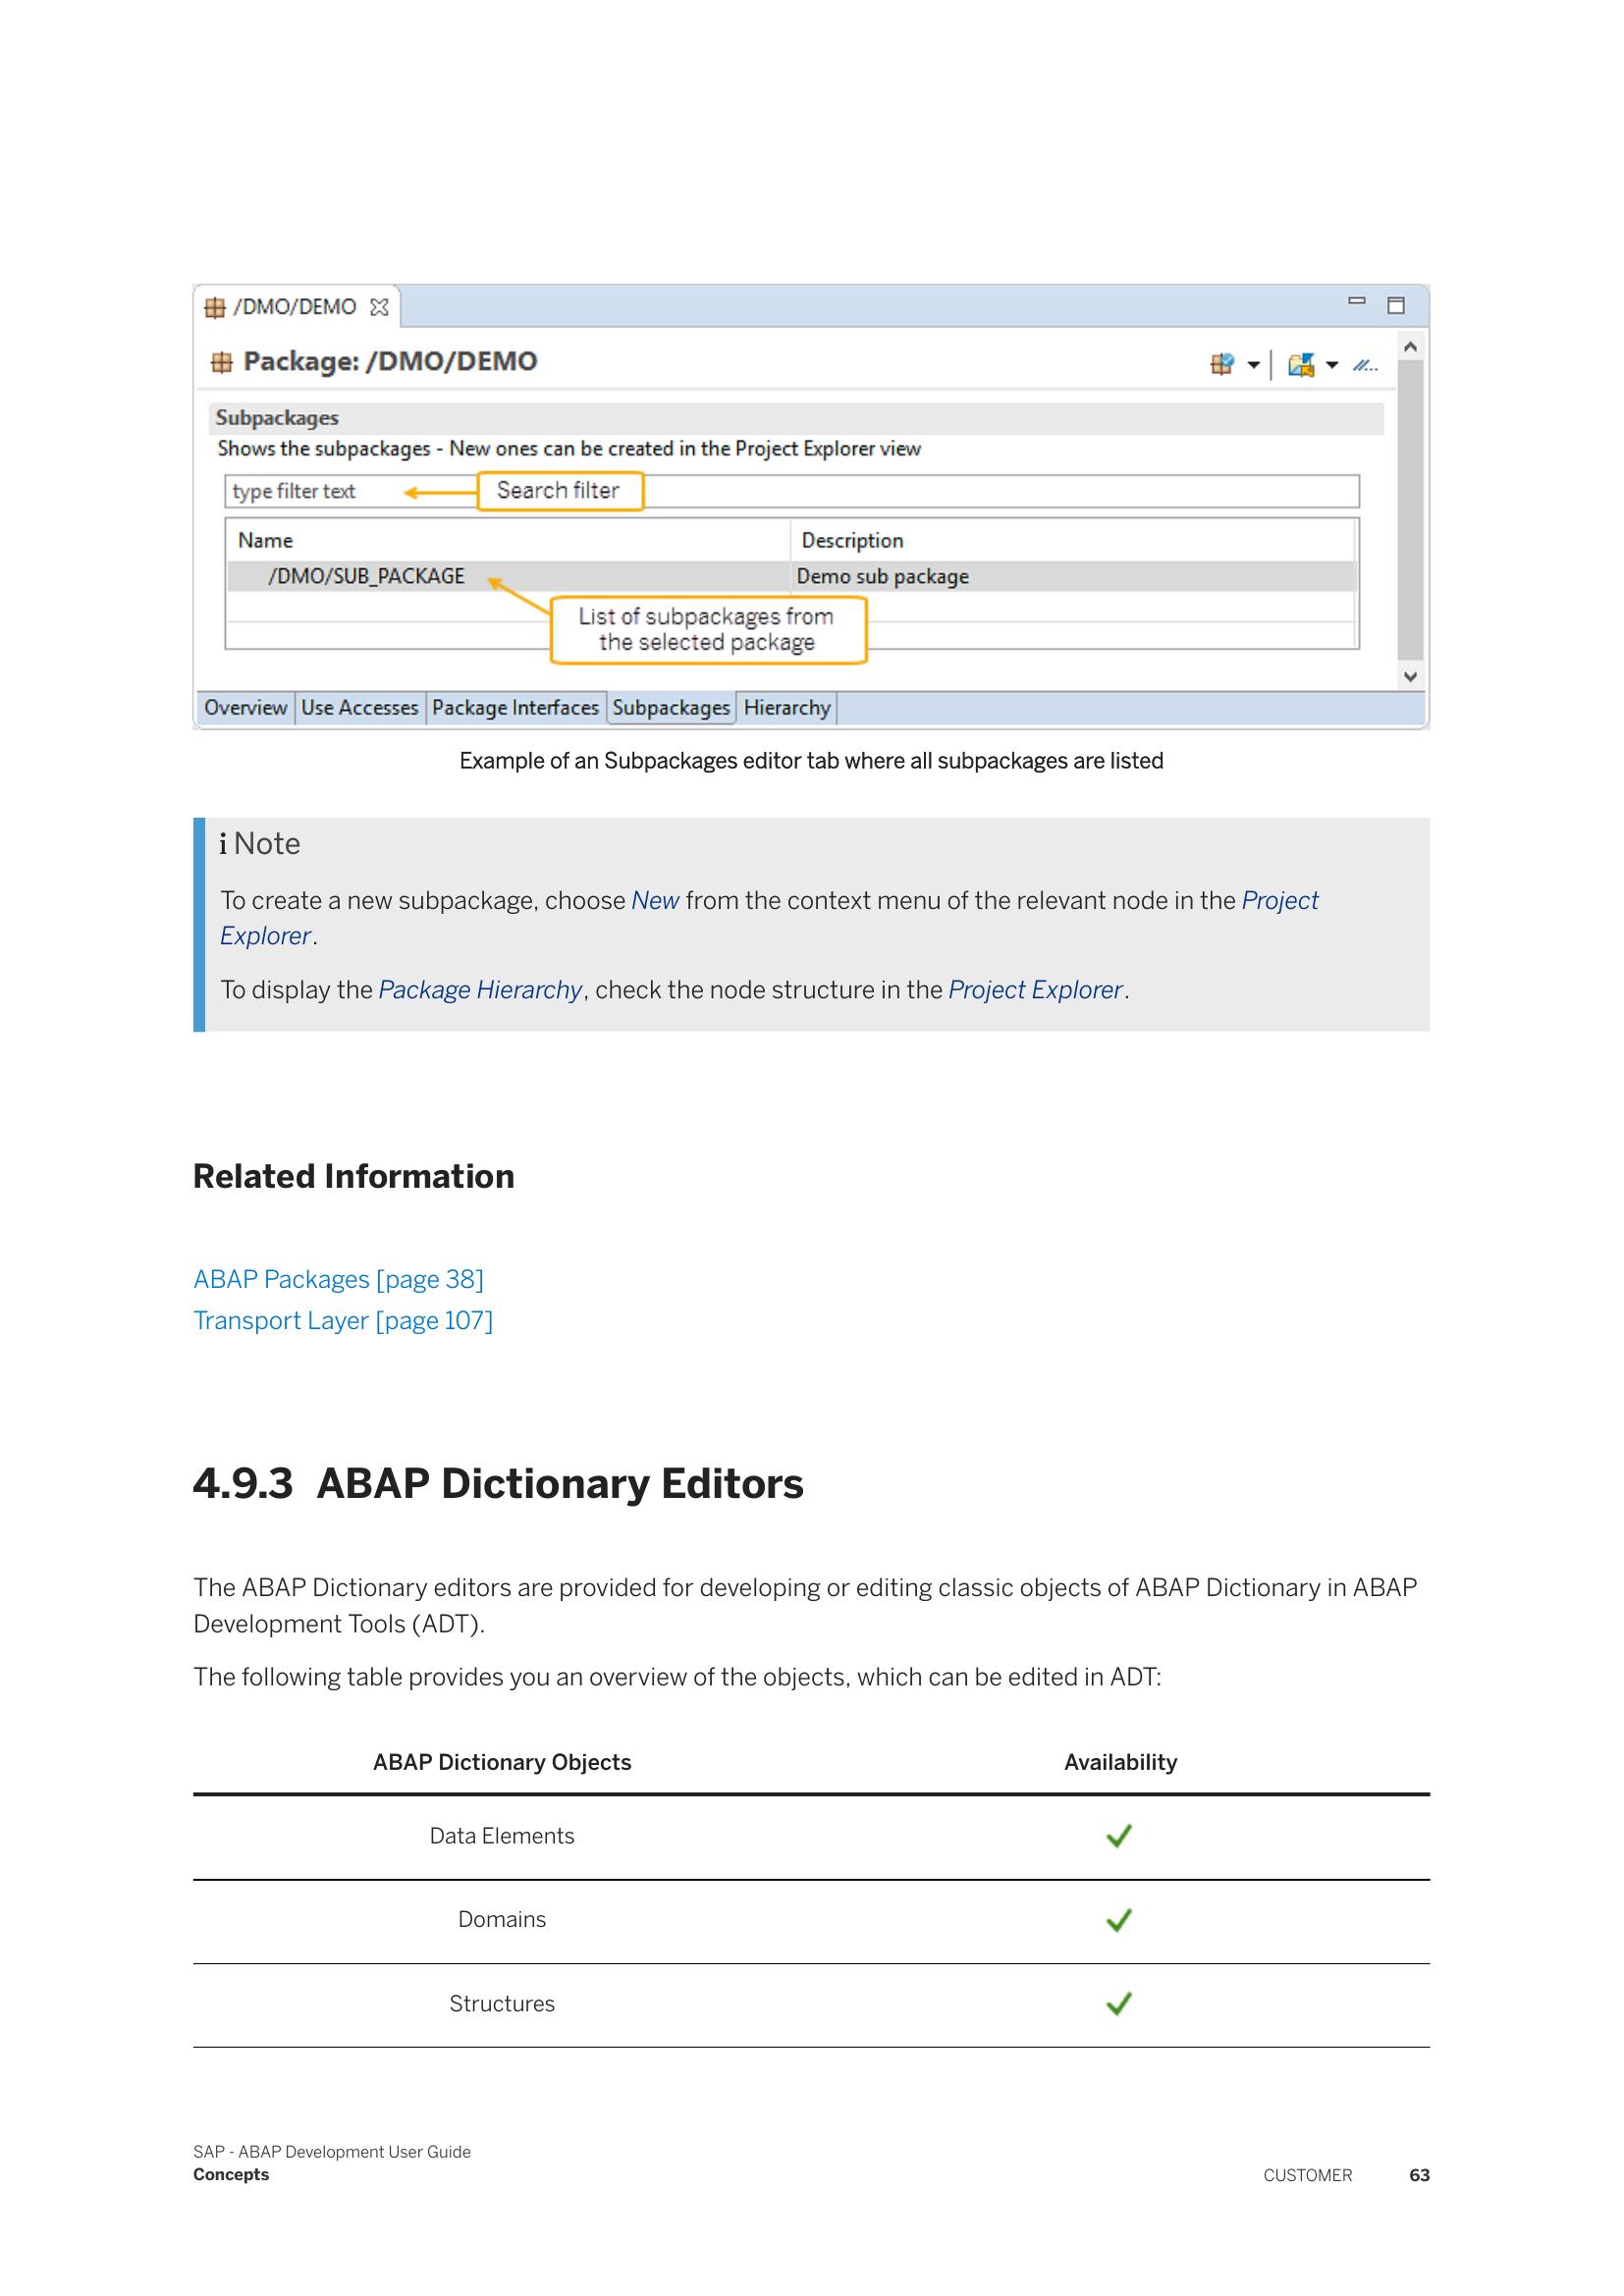 /DMO/DEMO
Package: /DMO/DEMO
Subpackages
Shows the subpackages - New ones can be created in the Project Explorer view
type filter text
Search filter
Name Description
/DMO/SUB_PACKAGE Demo sub package
List of subpackages from
the selected package
Overview Use Accesses Package Interfaces Subpackages Hierarchy
Example of an Subpackages editor tab where all subpackages are listed
i Note
To create a new subpackage, choose New from the context menu of the relevant node in the Project
Explorer.
To display the Package Hierarchy, check the node structure in the Project Explorer.
Related Information
ABAP Packages [page 38]
Transport Layer [page 107]
4.9.3 ABAP Dictionary Editors
The ABAP Dictionary editors are provided for developing or editing classic objects of ABAP Dictionary in ABAP
Development Tools (ADT).
The following table provides you an overview of the objects, which can be edited in ADT:
ABAP Dictionary Objects Availability
Data Elements
Domains
Structures
SAP - ABAP Development User Guide
Concepts CUSTOMER 63